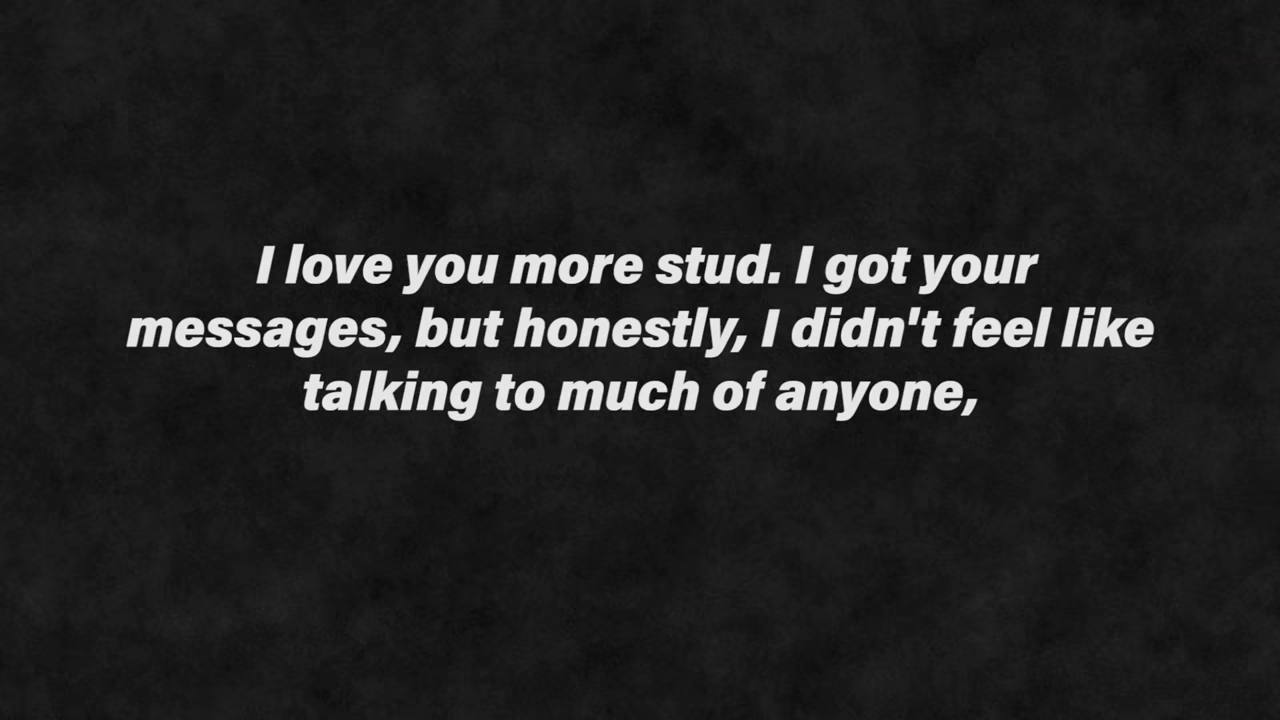 I love you more stud. I got your
messages, but honestly, I didn't feel like
talking to much of anyone,